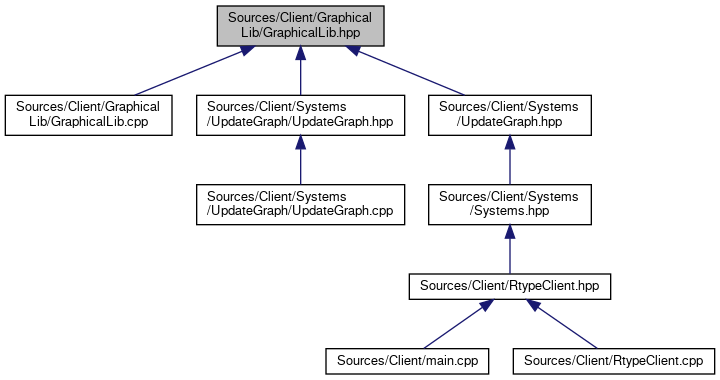 Sources/Client/Graphical
Lib/GraphicalLib.hpp
Sources/Client/Graphical
Lib/GraphicalLib.cpp
Sources/Client/Systems
/UpdateGraph/UpdateGraph.hpp
Sources/Client/Systems
/UpdateGraph.hpp
Sources/Client/Systems
/UpdateGraph/UpdateGraph.cpp
Sources/Client/Systems
/Systems.hpp
Sources/Client/RtypeClient.hpp
Sources/Client/main.cpp
Sources/Client/RtypeClient.cpp